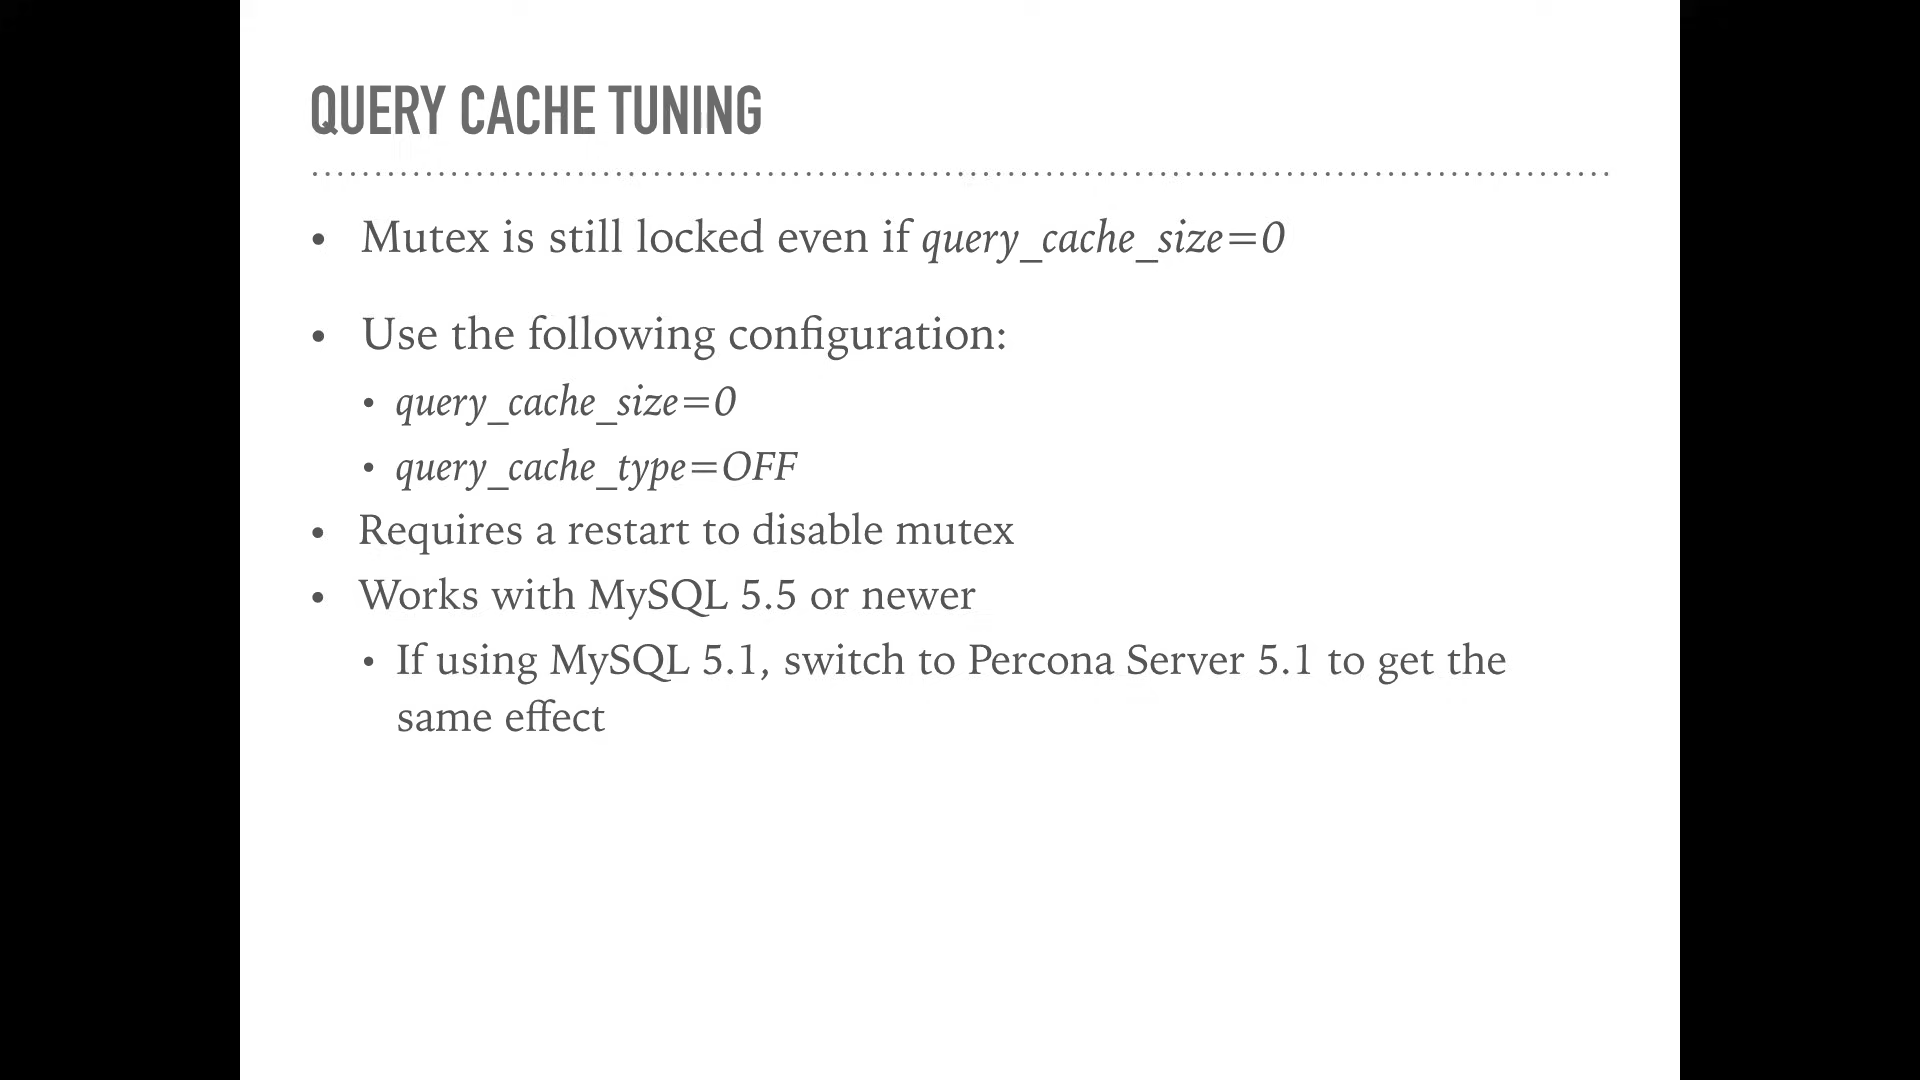 QUERY CACHE TUNING
• Mutex is still locked even if query_cache_size=0
• Use the following configuration:
• query_cache_size=0
• query_cache_type=OFF
• Requires a restart to disable mutex
• Works with MySQL 5.5 or newer
• If using MySQL 5.1, switch to Percona Server 5.1 to get the
same effect